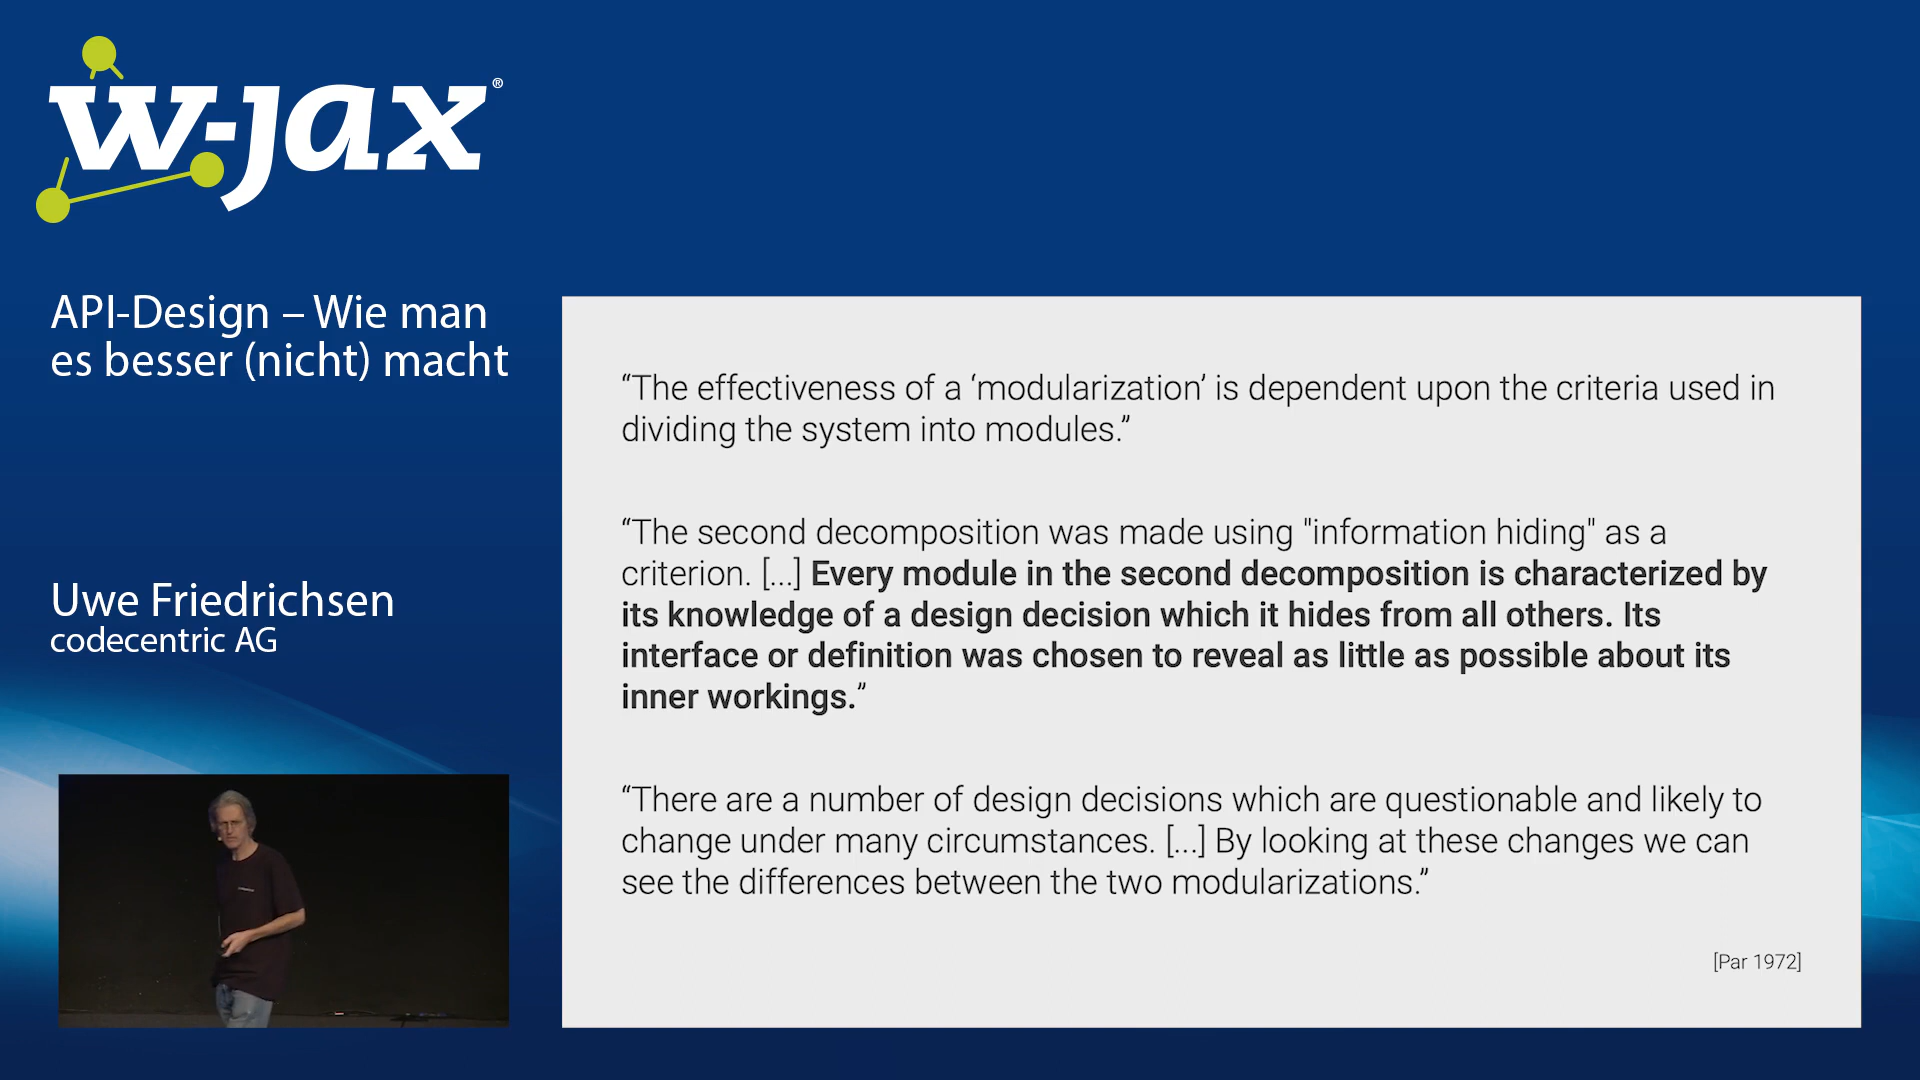 w-jax®
API-Design – Wie man
es besser (nicht) macht
Uwe Friedrichsen
codecentric AG
“The effectiveness of a ‘modularization’ is dependent upon the criteria used in
dividing the system into modules.”
“The second decomposition was made using "information hiding" as a
criterion. [...] Every module in the second decomposition is characterized by
its knowledge of a design decision which it hides from all others. Its
interface or definition was chosen to reveal as little as possible about its
inner workings.”
“There are a number of design decisions which are questionable and likely to
change under many circumstances. [...] By looking at these changes we can
see the differences between the two modularizations.”
[Par 1972]